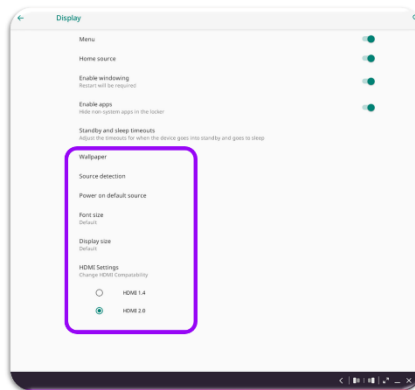 Display
Menu
Home source
Enable windowing
Restart will be required
Enable apps
Hide non-system apps in the locker
Standby and sleep timeouts
Adjust the timeouts for when the device goes into standby and goes to sleep
Wallpaper
Source detection
Power on default source
Font size
Default
Display size
Default
HDMI Settings
Change HDMI Compatability
HDMI 1.4
HDMI 2.0